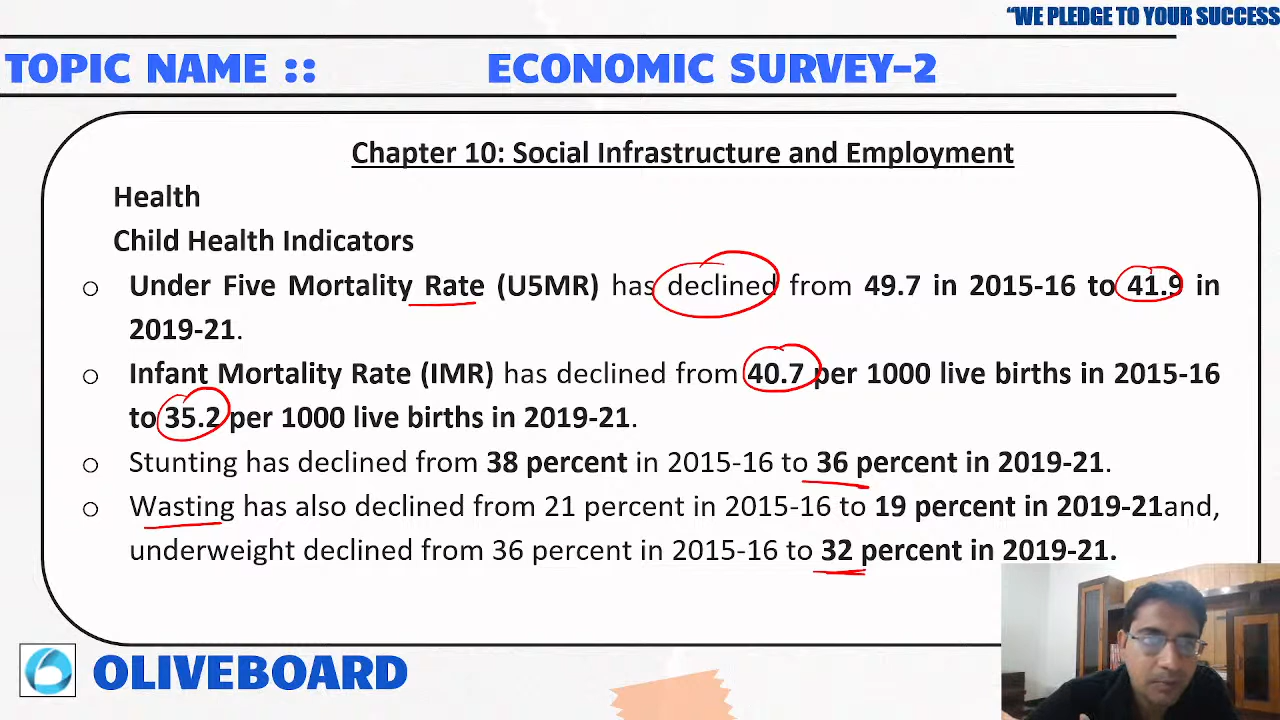 “WE PLEDGE TO YOUR SUCCESS
TOPIC NAME :: ECONOMIC SURVEY-2
Chapter 10: Social Infrastructure and Employment
Health
Child Health Indicators
o Under Five Mortality Rate (U5MR) has declined from 49.7 in 2015-16 to 41.9 in
2019-21.
o Infant Mortality Rate (IMR) has declined from 40.7 per 1000 live births in 2015-16
to 35.2 per 1000 live births in 2019-21.
o Stunting has declined from 38 percent in 2015-16 to 36 percent in 2019-21.
o Wasting has also declined from 21 percent in 2015-16 to 19 percent in 2019-21and,
underweight declined from 36 percent in 2015-16 to 32 percent in 2019-21.
OLIVEBOARD